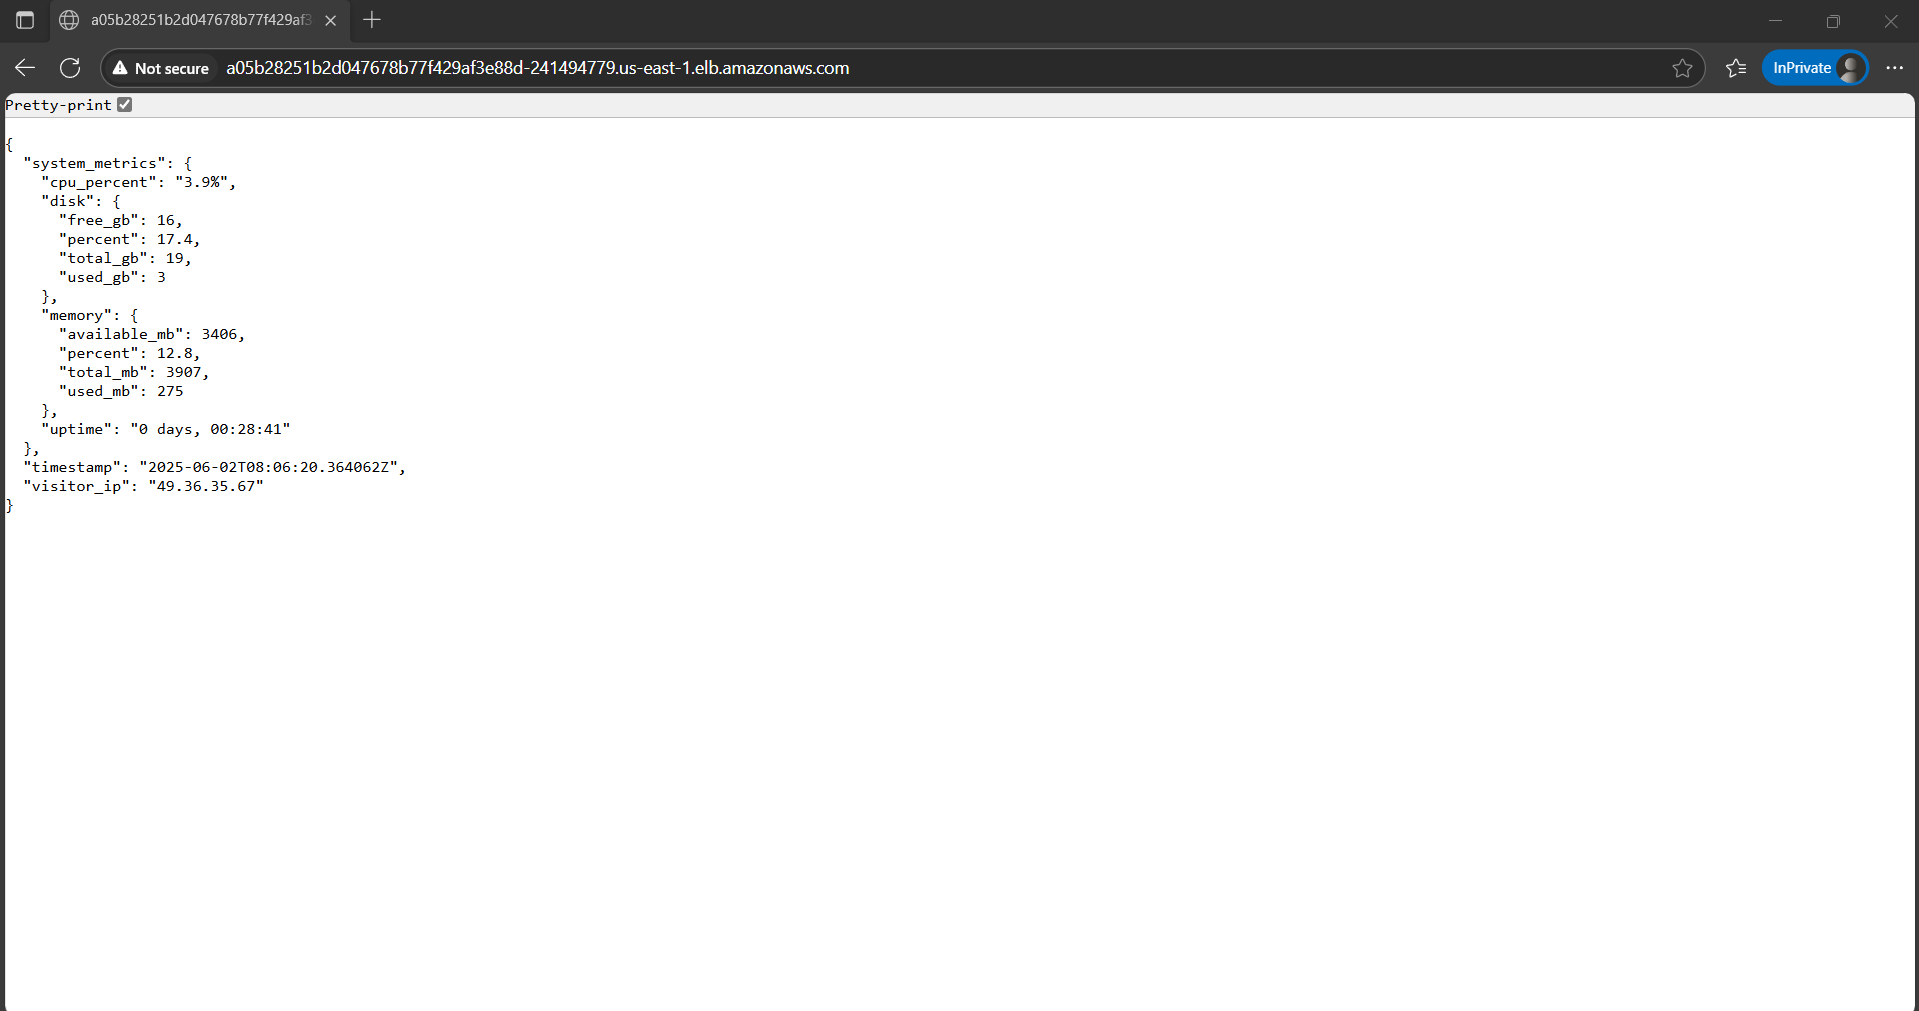 a05b28251b2d047678b77f429af3
Not secure
a05b28251b2d047678b77f429af3e88d-241494779.us-east-1.elb.amazonaws.com
InPrivate
Pretty-print
{
  "system_metrics": {
    "cpu_percent": "3.9%",
    "disk": {
      "free_gb": 16,
      "percent": 17.4,
      "total_gb": 19,
      "used_gb": 3
    },
    "memory": {
      "available_mb": 3406,
      "percent": 12.8,
      "total_mb": 3907,
      "used_mb": 275
    },
    "uptime": "0 days, 00:28:41"
  },
  "timestamp": "2025-06-02T08:06:20.364062Z",
  "visitor_ip": "49.36.35.67"
}